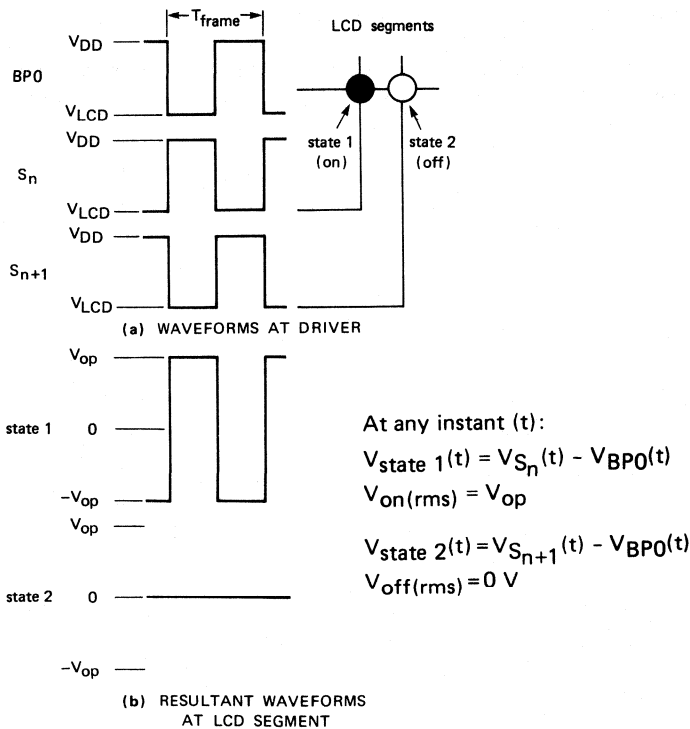 T_frame
LCD segments
V_DD
BP0
V_LCD
V_DD
state 1
(on)
state 2
(off)
S_n
V_LCD
V_DD
S_n+1
V_LCD
(a) WAVEFORMS AT DRIVER
V_op
state 1 0
-V_op
At any instant (t):
V_state 1(t) = V_S_n(t) - V_BP0(t)
V_on(rms) = V_op
V_state 2(t) = V_S_n+1(t) - V_BP0(t)
V_off(rms) = 0 V
V_op
state 2 0
-V_op
(b) RESULTANT WAVEFORMS
AT LCD SEGMENT